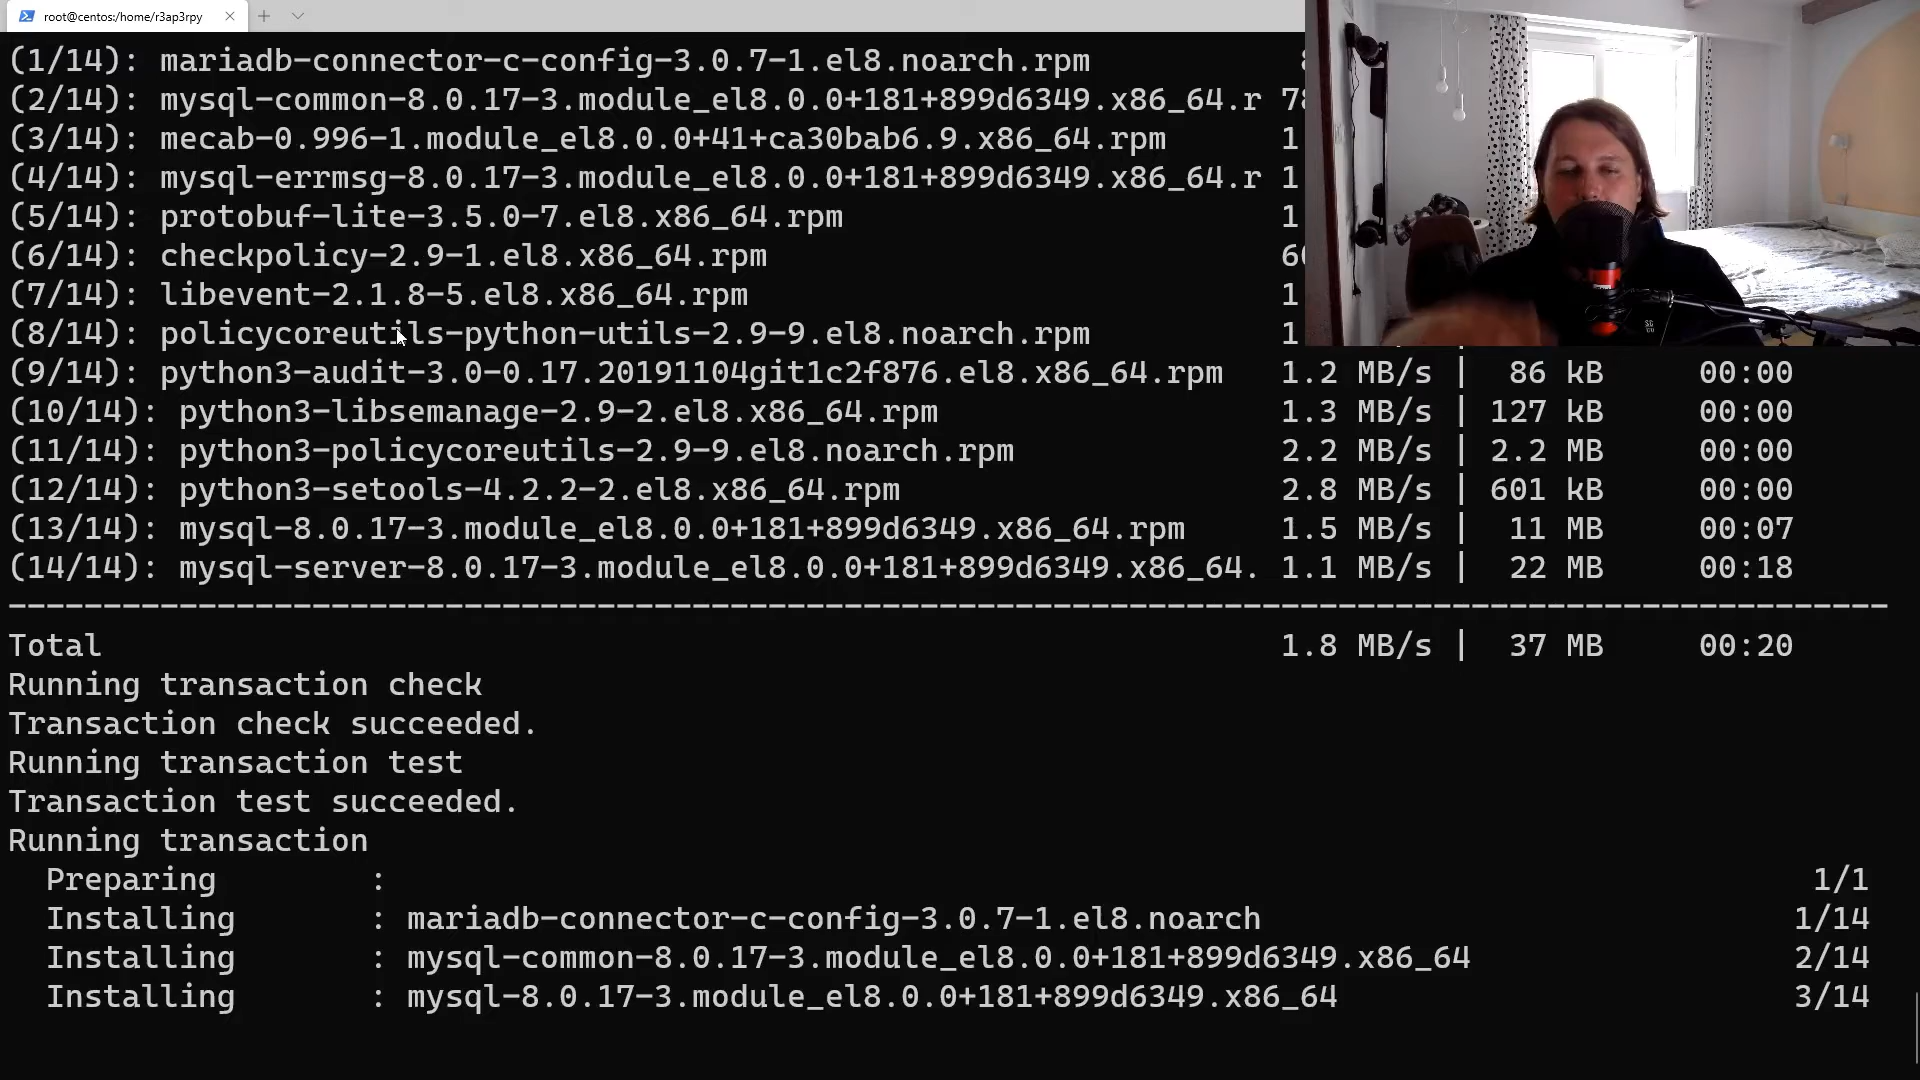 root@centos:/home/r3ap3rpy
(1/14): mariadb-connector-c-config-3.0.7-1.el8.noarch.rpm
(2/14): mysql-common-8.0.17-3.module_el8.0.0+181+899d6349.x86_64.r 78
(3/14): mecab-0.996-1.module_el8.0.0+41+ca30bab6.9.x86_64.rpm 1
(4/14): mysql-errmsg-8.0.17-3.module_el8.0.0+181+899d6349.x86_64.r 1
(5/14): protobuf-lite-3.5.0-7.el8.x86_64.rpm 1
(6/14): checkpolicy-2.9-1.el8.x86_64.rpm 60
(7/14): libevent-2.1.8-5.el8.x86_64.rpm 1
(8/14): policycoreutils-python-utils-2.9-9.el8.noarch.rpm 1
(9/14): python3-audit-3.0-0.17.20191104git1c2f876.el8.x86_64.rpm 1.2 MB/s | 86 kB 00:00
(10/14): python3-libsemanage-2.9-2.el8.x86_64.rpm 1.3 MB/s | 127 kB 00:00
(11/14): python3-policycoreutils-2.9-9.el8.noarch.rpm 2.2 MB/s | 2.2 MB 00:00
(12/14): python3-setools-4.2.2-2.el8.x86_64.rpm 2.8 MB/s | 601 kB 00:00
(13/14): mysql-8.0.17-3.module_el8.0.0+181+899d6349.x86_64.rpm 1.5 MB/s | 11 MB 00:07
(14/14): mysql-server-8.0.17-3.module_el8.0.0+181+899d6349.x86_64. 1.1 MB/s | 22 MB 00:18
--------------------------------------------------------------------------------
Total 1.8 MB/s | 37 MB 00:20
Running transaction check
Transaction check succeeded.
Running transaction test
Transaction test succeeded.
Running transaction
Preparing : 1/1
Installing : mariadb-connector-c-config-3.0.7-1.el8.noarch 1/14
Installing : mysql-common-8.0.17-3.module_el8.0.0+181+899d6349.x86_64 2/14
Installing : mysql-8.0.17-3.module_el8.0.0+181+899d6349.x86_64 3/14